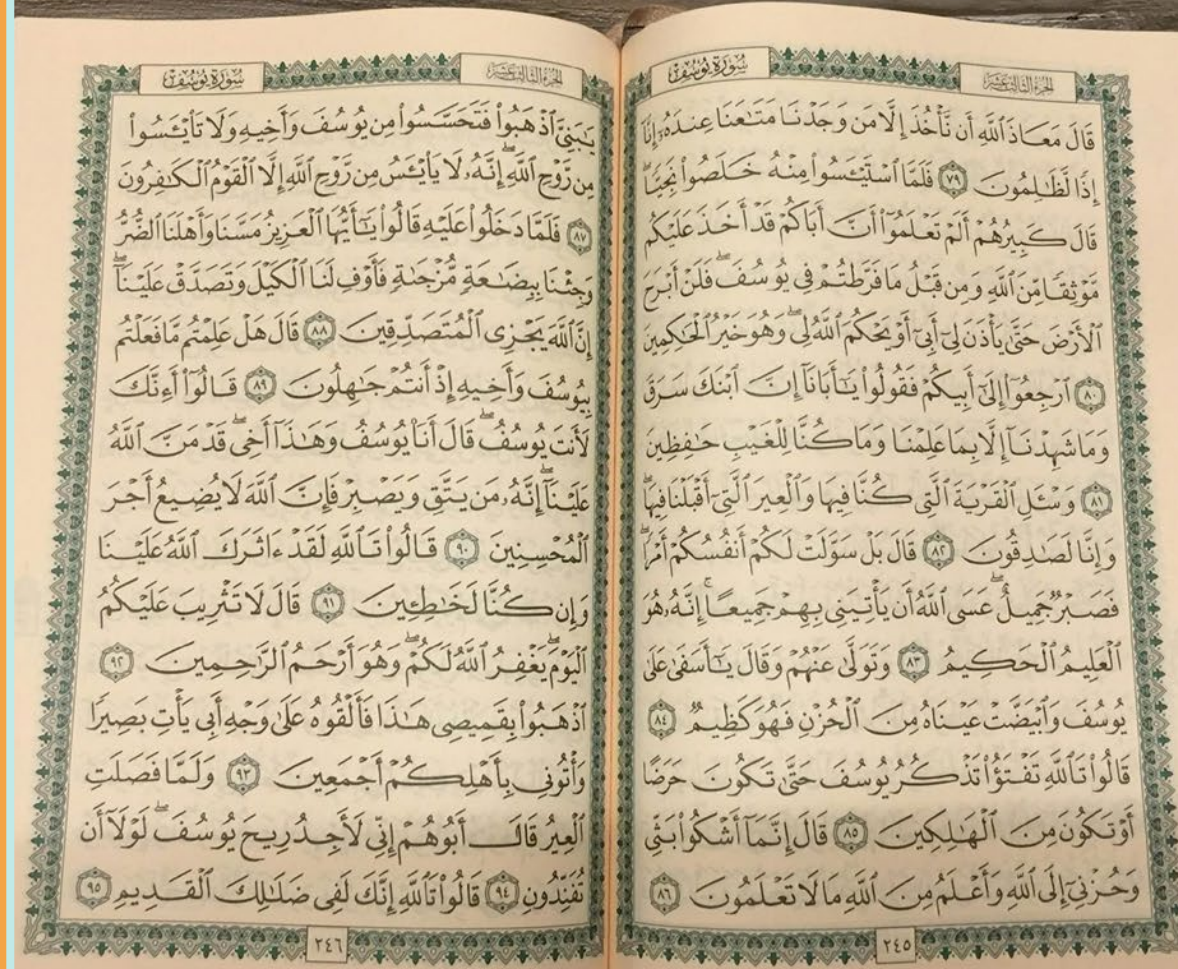 سُورَةُ يُوسُفَ
الجزء الثالث عشر
قَالَ مَعَاذَ ٱللَّهِ أَن نَّأۡخُذَ إِلَّا مَن وَجَدۡنَا مَتَٰعَنَا عِندَهُۥٓ إِنَّآ
إِذٗا لَّظَٰلِمُونَ ٧٩ فَلَمَّا ٱسۡتَيۡـَٔسُواْ مِنۡهُ خَلَصُواْ نَجِيّٗاۖ
قَالَ كَبِيرُهُمۡ أَلَمۡ تَعۡلَمُوٓاْ أَنَّ أَبَاكُمۡ قَدۡ أَخَذَ عَلَيۡكُم
مَّوۡثِقٗا مِّنَ ٱللَّهِ وَمِن قَبۡلُ مَا فَرَّطتُمۡ فِي يُوسُفَۖ فَلَنۡ أَبۡرَحَ
ٱلۡأَرۡضَ حَتَّىٰ يَأۡذَنَ لِيٓ أَبِيٓ أَوۡ يَحۡكُمَ ٱللَّهُ لِيۖ وَهُوَ خَيۡرُ ٱلۡحَٰكِمِينَ
٨٠ ٱرۡجِعُوٓاْ إِلَىٰٓ أَبِيكُمۡ فَقُولُواْ يَٰٓأَبَانَآ إِنَّ ٱبۡنَكَ سَرَقَ
وَمَا شَهِدۡنَآ إِلَّا بِمَا عَلِمۡنَا وَمَا كُنَّا لِلۡغَيۡبِ حَٰفِظِينَ
٨١ وَسۡـَٔلِ ٱلۡقَرۡيَةَ ٱلَّتِي كُنَّا فِيهَا وَٱلۡعِيرَ ٱلَّتِيٓ أَقۡبَلۡنَا فِيهَاۖ
وَإِنَّا لَصَٰدِقُونَ ٨٢ قَالَ بَلۡ سَوَّلَتۡ لَكُمۡ أَنفُسُكُمۡ أَمۡرٗاۖ
فَصَبۡرٞ جَمِيلٌۖ عَسَى ٱللَّهُ أَن يَأۡتِيَنِي بِهِمۡ جَمِيعًاۚ إِنَّهُۥ هُوَ
ٱلۡعَلِيمُ ٱلۡحَكِيمُ ٨٣ وَتَوَلَّىٰ عَنۡهُمۡ وَقَالَ يَٰٓأَسَفَىٰ عَلَىٰ
يُوسُفَ وَٱبۡيَضَّتۡ عَيۡنَاهُ مِنَ ٱلۡحُزۡنِ فَهُوَ كَظِيمٞ ٨٤
قَالُواْ تَٱللَّهِ تَفۡتَؤُاْ تَذۡكُرُ يُوسُفَ حَتَّىٰ تَكُونَ حَرَضًا
أَوۡ تَكُونَ مِنَ ٱلۡهَٰلِكِينَ ٨٥ قَالَ إِنَّمَآ أَشۡكُواْ بَثِّي
وَحُزۡنِيٓ إِلَى ٱللَّهِ وَأَعۡلَمُ مِنَ ٱللَّهِ مَا لَا تَعۡلَمُونَ ٨٦
٢٤٥
الجزء الثالث عشر
سُورَةُ يُوسُفَ
يَٰبَنِيَّ ٱذۡهَبُواْ فَتَحَسَّسُواْ مِن يُوسُفَ وَأَخِيهِ وَلَا تَاْيۡـَٔسُواْ
مِن رَّوۡحِ ٱللَّهِۖ إِنَّهُۥ لَا يَاْيۡـَٔسُ مِن رَّوۡحِ ٱللَّهِ إِلَّا ٱلۡقَوۡمُ ٱلۡكَٰفِرُونَ
٨٧ فَلَمَّا دَخَلُواْ عَلَيۡهِ قَالُواْ يَٰٓأَيُّهَا ٱلۡعَزِيزُ مَسَّنَا وَأَهۡلَنَا ٱلضُّرُّ
وَجِئۡنَا بِبِضَٰعَةٖ مُّزۡجَىٰةٖ فَأَوۡفِ لَنَا ٱلۡكَيۡلَ وَتَصَدَّقۡ عَلَيۡنَآۖ
إِنَّ ٱللَّهَ يَجۡزِي ٱلۡمُتَصَدِّقِينَ ٨٨ قَالَ هَلۡ عَلِمۡتُم مَّا فَعَلۡتُم
بِيُوسُفَ وَأَخِيهِ إِذۡ أَنتُمۡ جَٰهِلُونَ ٨٩ قَالُوٓاْ أَءِنَّكَ
لَأَنتَ يُوسُفُۖ قَالَ أَنَا۠ يُوسُفُ وَهَٰذَآ أَخِيۖ قَدۡ مَنَّ ٱللَّهُ
عَلَيۡنَآۖ إِنَّهُۥ مَن يَتَّقِ وَيَصۡبِرۡ فَإِنَّ ٱللَّهَ لَا يُضِيعُ أَجۡرَ
ٱلۡمُحۡسِنِينَ ٩٠ قَالُواْ تَٱللَّهِ لَقَدۡ ءَاثَرَكَ ٱللَّهُ عَلَيۡنَا
وَإِن كُنَّا لَخَٰطِـِٔينَ ٩١ قَالَ لَا تَثۡرِيبَ عَلَيۡكُمُ
ٱلۡيَوۡمَۖ يَغۡفِرُ ٱللَّهُ لَكُمۡۖ وَهُوَ أَرۡحَمُ ٱلرَّٰحِمِينَ ٩٢
ٱذۡهَبُواْ بِقَمِيصِي هَٰذَا فَأَلۡقُوهُ عَلَىٰ وَجۡهِ أَبِي يَأۡتِ بَصِيرٗا
وَأۡتُونِي بِأَهۡلِكُمۡ أَجۡمَعِينَ ٩٣ وَلَمَّا فَصَلَتِ
ٱلۡعِيرُ قَالَ أَبُوهُمۡ إِنِّي لَأَجِدُ رِيحَ يُوسُفَۖ لَوۡلَآ أَن
تُفَنِّدُونِ ٩٤ قَالُواْ تَٱللَّهِ إِنَّكَ لَفِي ضَلَٰلِكَ ٱلۡقَدِيمِ ٩٥
٢٤٦